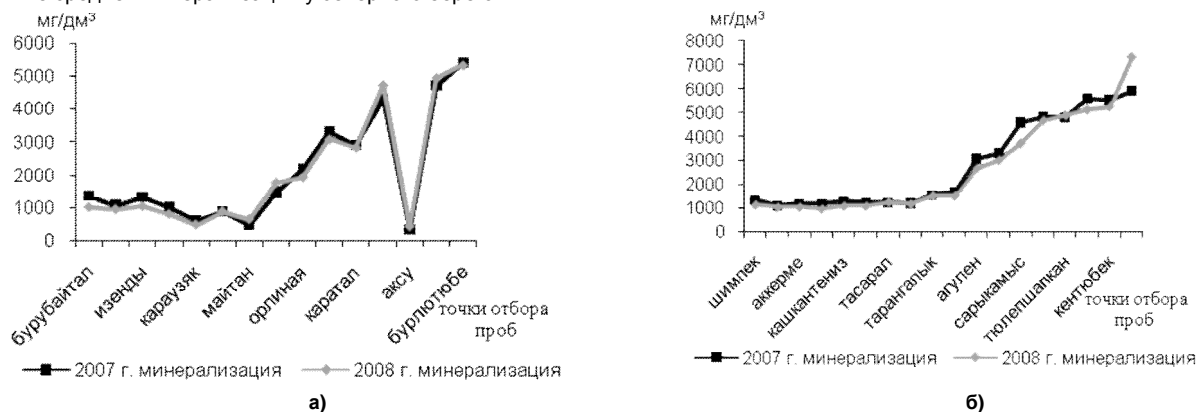 мг/дм³
6000
5000
4000
3000
2000
1000
0
бурубайтал
изенды
караузяк
майтан
орлиная
каратал
аксу
бурлютюбе
точки отбора
проб
2007 г. минерализация
2008 г. минерализация
а)
мг/дм³
8000
7000
6000
5000
4000
3000
2000
1000
0
шимпек
аккерме
кашкантениз
тасарал
тарангалык
агулен
сарыкамыс
тюлепшапкан
кентюбек
точки отбора
проб
2007 г. минерализация
2008 г. минерализация
б)